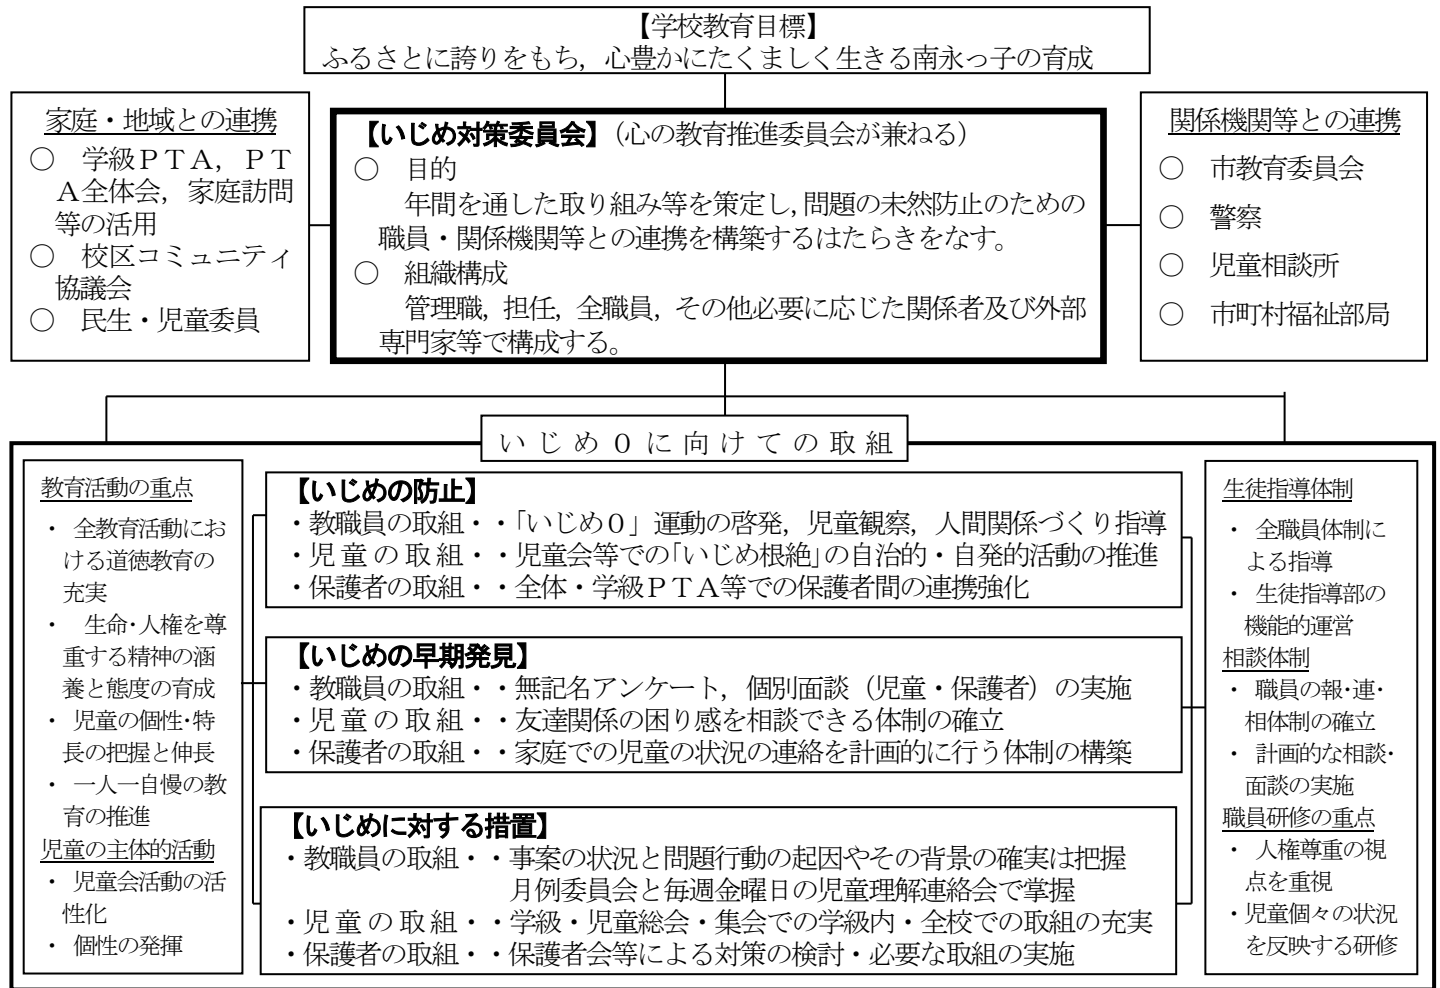 【学校教育目標】
ふるさとに誇りをもち，心豊かにたくましく生きる南永っ子の育成
家庭・地域との連携
○　学級ＰＴＡ，ＰＴ
Ａ全体会，家庭訪問
等の活用
○　校区コミュニティ
協議会
○　民生・児童委員
【いじめ対策委員会】（心の教育推進委員会が兼ねる）
○　目的
年間を通した取り組み等を策定し，問題の未然防止のための
職員・関係機関等との連携を構築するはたらきをなす。
○　組織構成
管理職，担任，全職員，その他必要に応じた関係者及び外部
専門家等で構成する。
関係機関等との連携
○　市教育委員会
○　警察
○　児童相談所
○　市町村福祉部局
いじめ０に向けての取組
教育活動の重点
・ 全教育活動にお
ける道徳教育の
充実
・ 生命・人権を尊
重する精神の涵
養と態度の育成
・ 児童の個性・特
長の把握と伸長
・ 一人一自慢の教
育の推進
児童の主体的活動
・ 児童会活動の活
性化
・ 個性の発揮
【いじめの防止】
・教職員の取組・・「いじめ０」運動の啓発，児童観察，人間関係づくり指導
・児童の取組・・児童会等での「いじめ根絶」の自治的・自発的活動の推進
・保護者の取組・・全体・学級ＰＴＡ等での保護者間の連携強化
【いじめの早期発見】
・教職員の取組・・無記名アンケート，個別面談（児童・保護者）の実施
・児童の取組・・友達関係の困り感を相談できる体制の確立
・保護者の取組・・家庭での児童の状況の連絡を計画的に行う体制の構築
【いじめに対する措置】
・教職員の取組・・事案の状況と問題行動の起因やその背景の確実は把握
月例委員会と毎週金曜日の児童理解連絡会で掌握
・児童の取組・・学級・児童総会・集会での学級内・全校での取組の充実
・保護者の取組・・保護者会等による対策の検討・必要な取組の実施
生徒指導体制
・ 全職員体制に
よる指導
・ 生徒指導部の
機能的運営
相談体制
・ 職員の報・連・
相体制の確立
・ 計画的な相談・
面談の実施
職員研修の重点
・ 人権尊重の視
点を重視
・児童個々の状況
を反映する研修